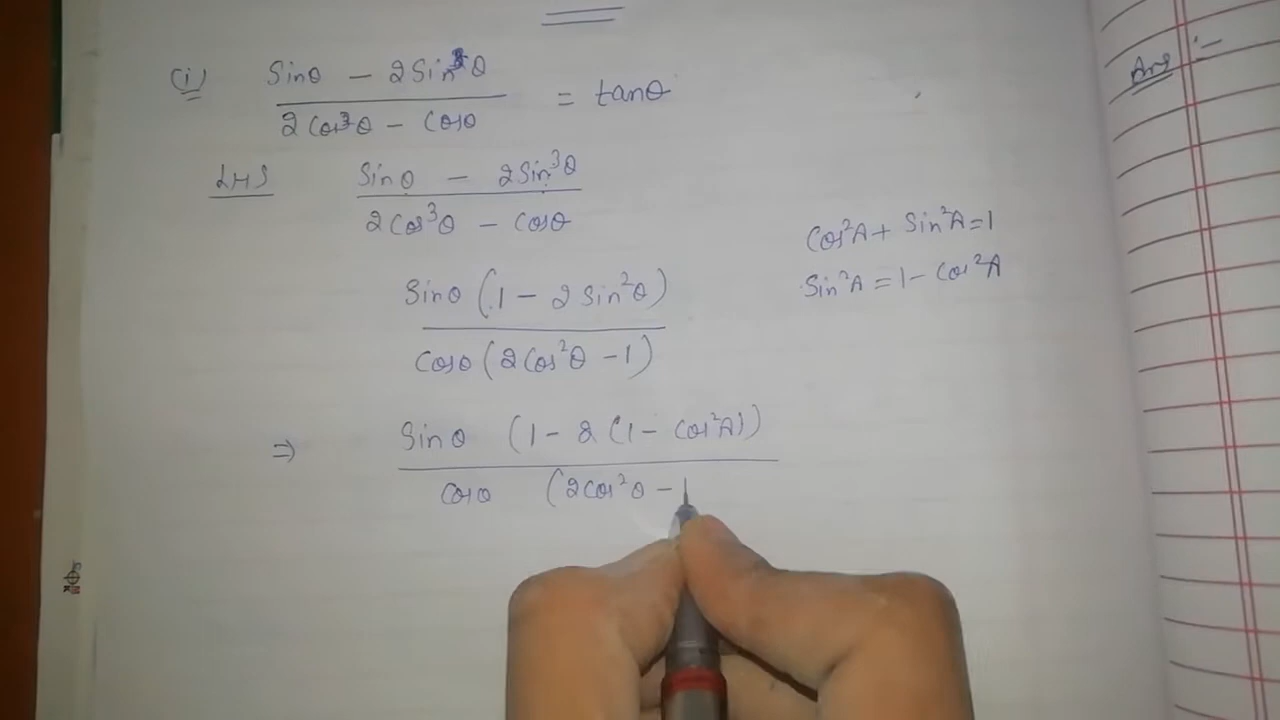 (i) Sinθ - 2Sin³θ / 2Cos³θ - Cosθ = tanθ
Ans :-
LHS Sinθ - 2Sin³θ / 2Cos³θ - Cosθ
Cos²A + Sin²A = 1
Sin²A = 1 - Cos²A
Sinθ (1 - 2 Sin²θ) / Cosθ (2Cos²θ - 1)
⇒ Sinθ (1 - 2 (1 - Cos²A)) / Cosθ (2Cos²θ - 1